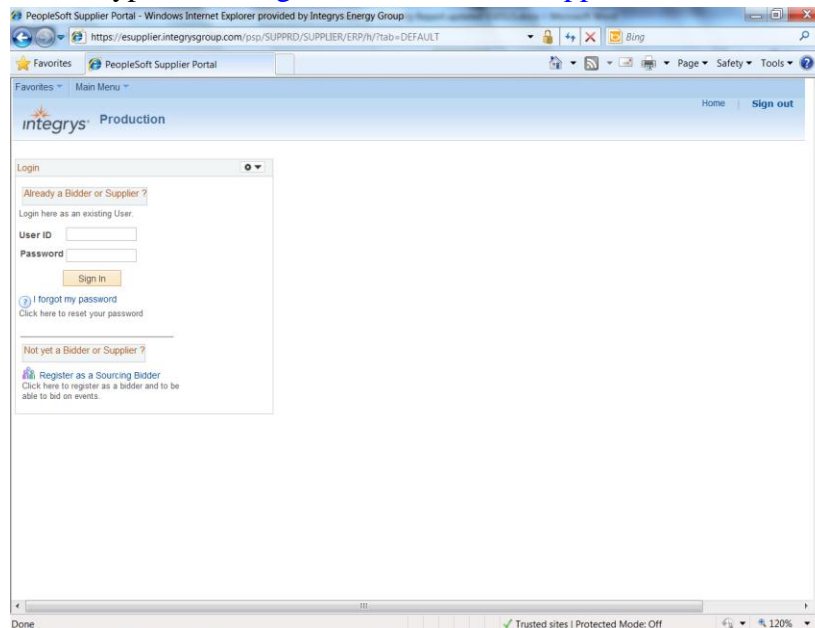 PeopleSoft Supplier Portal - Windows Internet Explorer provided by Integrys Energy Group
https://esupplier.integrysgroup.com/psp/SUPPRD/SUPPLIER/ERP/h/?tab=DEFAULT
Bing
Favorites
PeopleSoft Supplier Portal
Page
Safety
Tools
Favorites
Main Menu
Home
Sign out
integrys
Production
Login
Already a Bidder or Supplier ?
Login here as an existing User.
User ID
Password
Sign In
I forgot my password
Click here to reset your password
Not yet a Bidder or Supplier ?
Register as a Sourcing Bidder
Click here to register as a bidder and to be
able to bid on events.
Done
Trusted sites | Protected Mode: Off
120%